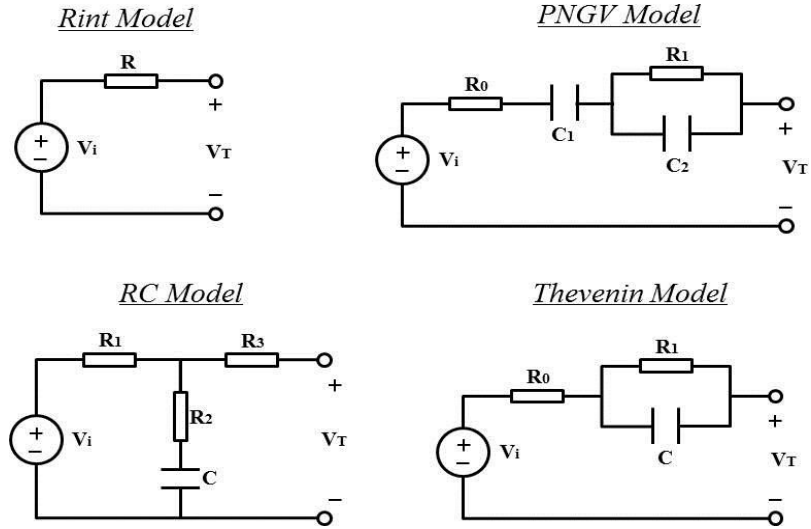 Rint Model
R
+
Vi
VT
−
PNGV Model
R0
C1
R1
C2
+
Vi
VT
−
RC Model
R1
R3
R2
C
+
Vi
VT
−
Thevenin Model
R0
R1
C
+
Vi
VT
−